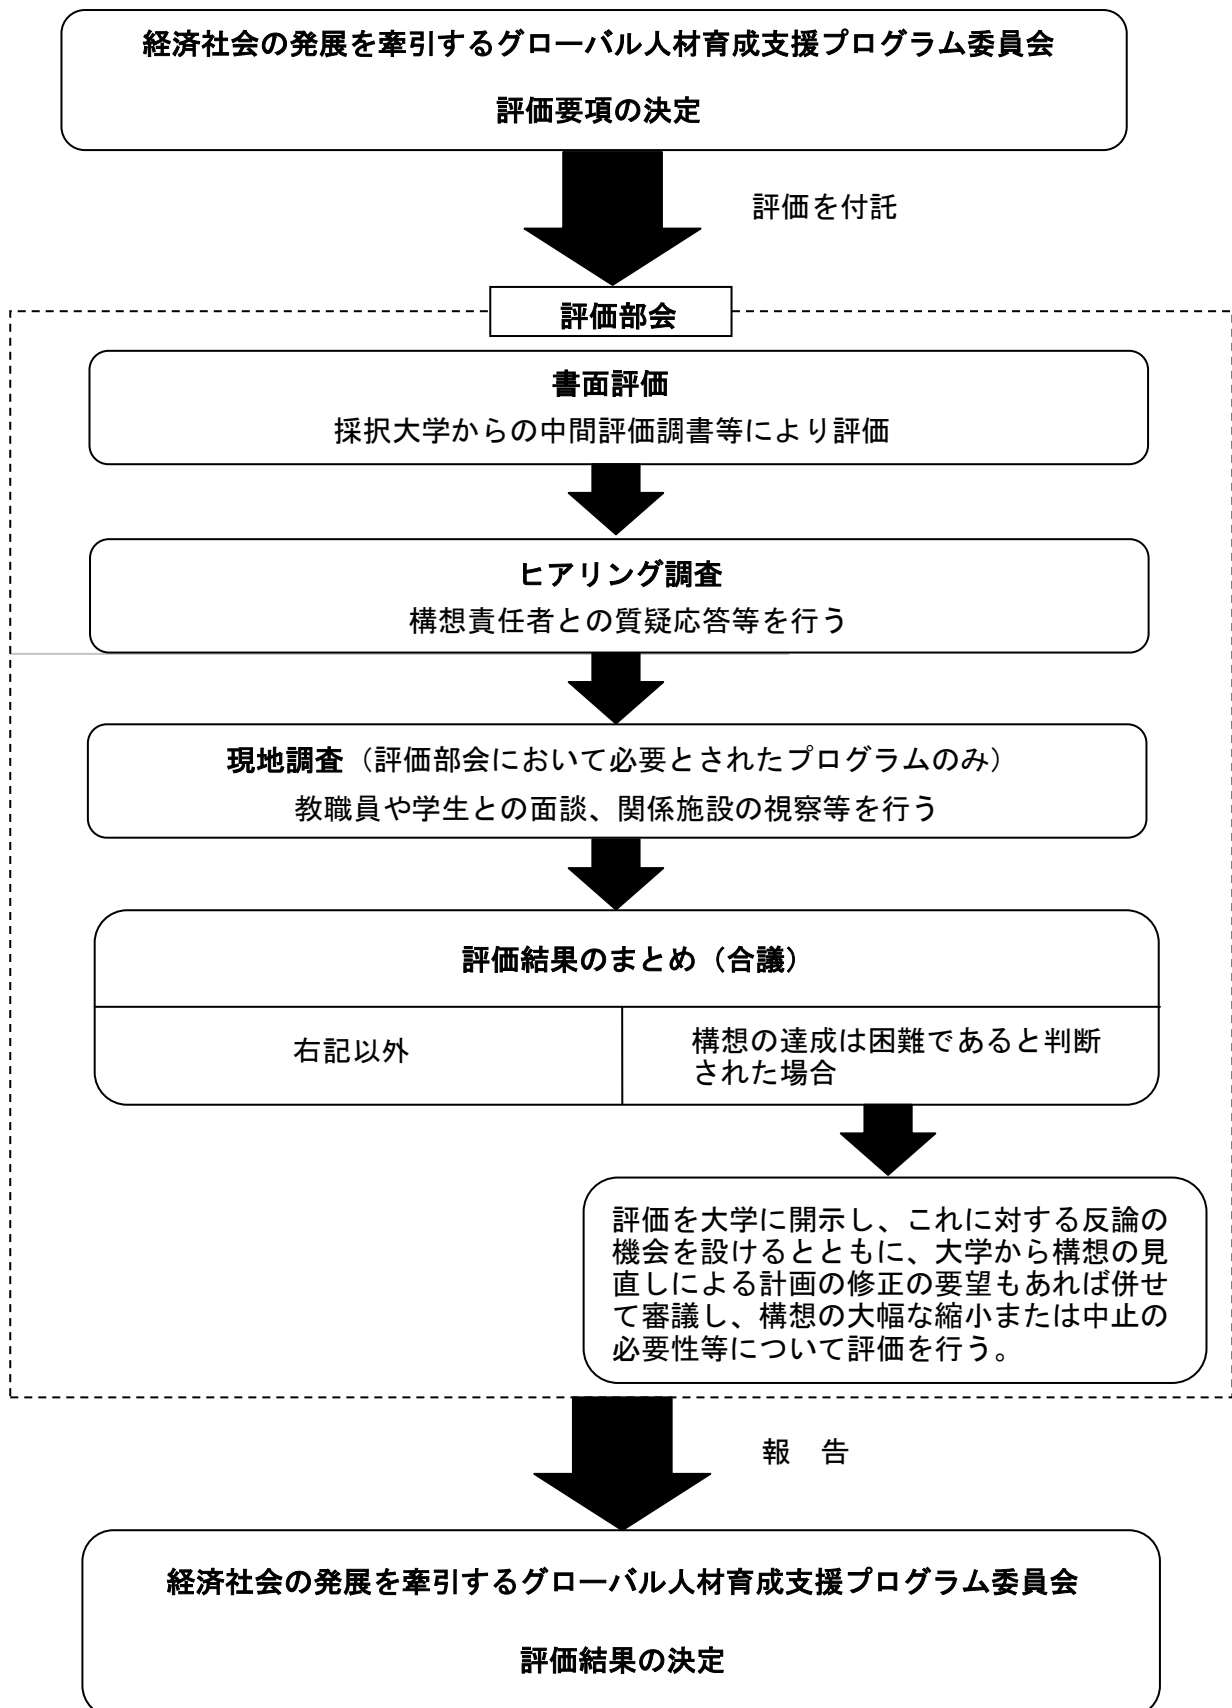 経済社会の発展を牽引するグローバル人材育成支援プログラム委員会
評価要項の決定
評価を付託
評価部会
書面評価
採択大学からの中間評価調書等により評価
ヒアリング調査
構想責任者との質疑応答等を行う
現地調査（評価部会において必要とされたプログラムのみ）
教職員や学生との面談、関係施設の視察等を行う
評価結果のまとめ（合議）
右記以外
構想の達成は困難であると判断
された場合
評価を大学に開示し、これに対する反論の
機会を設けるとともに、大学から構想の見
直しによる計画の修正の要望もあれば併せ
て審議し、構想の大幅な縮小または中止の
必要性等について評価を行う。
報　告
経済社会の発展を牽引するグローバル人材育成支援プログラム委員会
評価結果の決定